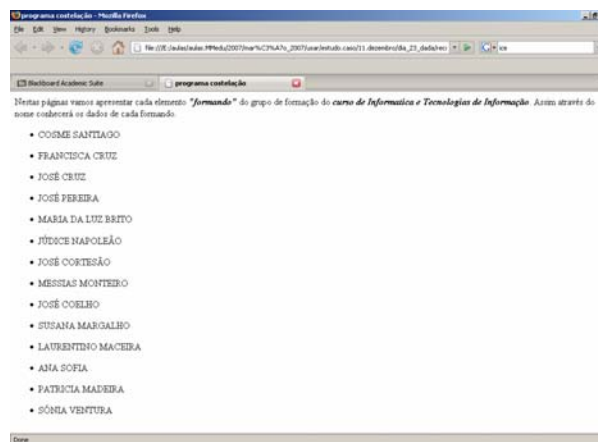 programa contelação - Mozilla Firefox
File Edit View History Bookmarks Tools Help
Blackboard Academic Suite programa contelação
Nestas páginas vamos apresentar cada elemento "formando" do grupo de formação do curso de Informatica e Tecnologias de Informação. Assim através do
nome conhecerá os dados de cada formando.
• COSME SANTIAGO
• FRANCISCA CRUZ
• JOSÉ CRUZ
• JOSÉ PEREIRA
• MARIA DA LUZ BRITO
• JÚDICE NAPOLEÃO
• JOSÉ CORTESÃO
• MESSIAS MONTEIRO
• JOSÉ COELHO
• SUSANA MARGALHO
• LAURENTINO MACEIRA
• ANA SOFIA
• PATRICIA MADEIRA
• SÓNIA VENTURA
Done